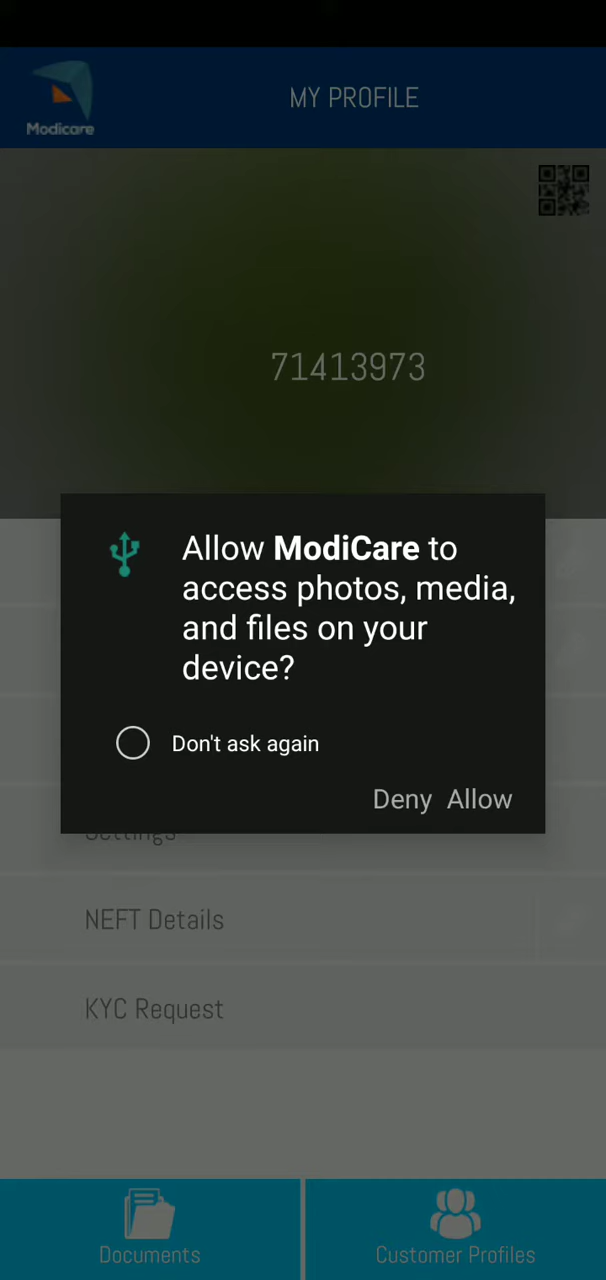 Modicare
MY PROFILE
71413973
Allow ModiCare to
access photos, media,
and files on your
device?
Don't ask again
Deny Allow
Settings
NEFT Details
KYC Request
Documents
Customer Profiles